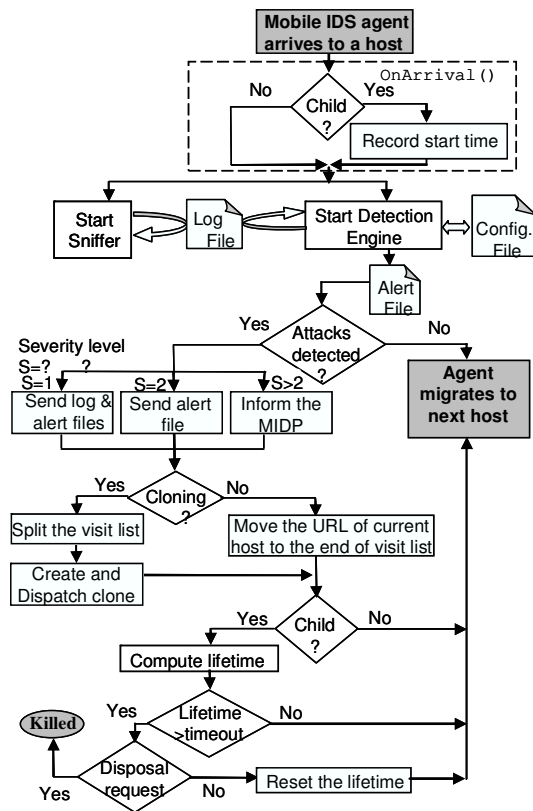 Mobile IDS agent
arrives to a host
OnArrival()
No
Yes
Child
?
Record start time
Start
Sniffer
Log
File
Start Detection
Engine
Config.
File
Alert
File
Yes
Attacks
detected
?
No
Severity level
S=? ?
S=1
S=2
S>2
Send log &
alert files
Send alert
file
Inform the
MIDP
Agent
migrates to
next host
Yes
Cloning
?
No
Split the visit list
Move the URL of current
host to the end of visit list
Create and
Dispatch clone
Yes
Child
?
No
Compute lifetime
Yes
Lifetime
>timeout
No
Killed
Yes
Disposal
request
No
Reset the lifetime